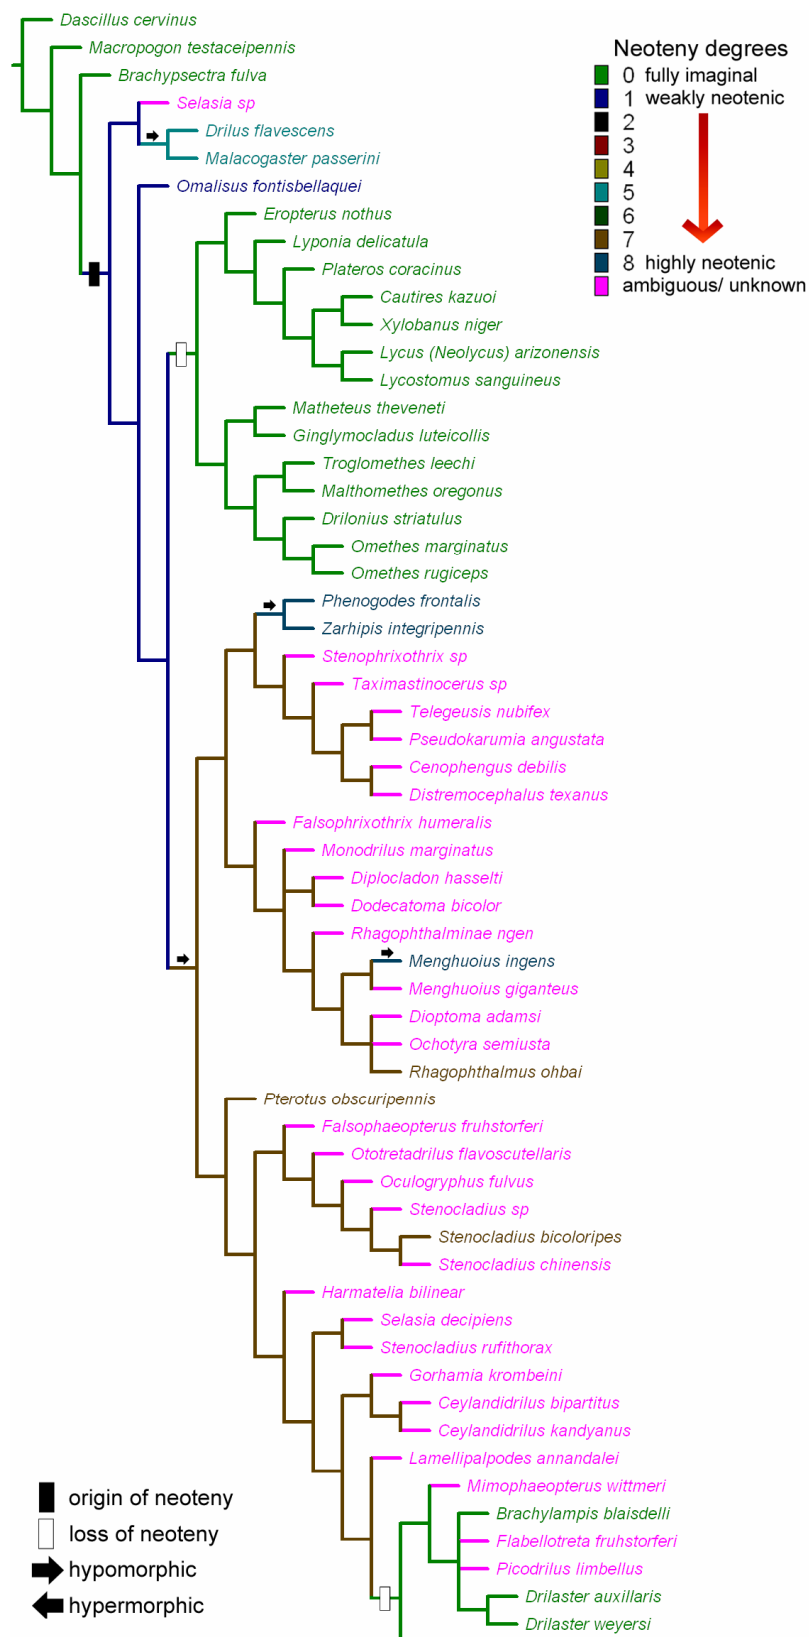 Dascillus cervinus
Macropogon testaceipennis
Brachypsectra fulva
Selasia sp
Drilus flavescens
Malacogaster passerini
Omalisus fontisbellaquei
Eropterus nothus
Lyponia delicatula
Plateros coracinus
Cautires kazuoi
Xylobanus niger
Lycus (Neolycus) arizonensis
Lycostomus sanguineus
Matheteus theveneti
Ginglymocladus luteicollis
Troglomethes leechi
Malthomethes oregonus
Drilonius striatulus
Omethes marginatus
Omethes rugiceps
Phenogodes frontalis
Zarhipis integripennis
Stenophrixothrix sp
Taximastinocerus sp
Telegeusis nubifex
Pseudokarumia angustata
Cenophengus debilis
Distremocephalus texanus
Falsophrixothrix humeralis
Monodrilus marginatus
Diplocladon hasselti
Dodecatoma bicolor
Rhagophthalminae ngen
Menghuoius ingens
Menghuoius giganteus
Dioptoma adamsi
Ochotyra semiusta
Rhagophthalmus ohbai
Pterotus obscuripennis
Falsophaeopterus fruhstorferi
Ototretadrilus flavoscutellaris
Oculogryphus fulvus
Stenocladius sp
Stenocladius bicoloripes
Stenocladius chinensis
Harmatelia bilinear
Selasia decipiens
Stenocladius rufithorax
Gorhamia krombeini
Ceylandidrilus bipartitus
Ceylandidrilus kandyanus
Lamellipalpodes annandalei
Mimophaeopterus wittmeri
Brachylampis blaisdelli
Flabellotreta fruhstorferi
Picodrilus limbellus
Drilaster auxillaris
Drilaster weyersi
Neoteny degrees
0 fully imaginal
1 weakly neotenic
2
3
4
5
6
7
8 highly neotenic
ambiguous/ unknown
origin of neoteny
loss of neoteny
hypomorphic
hypermorphic